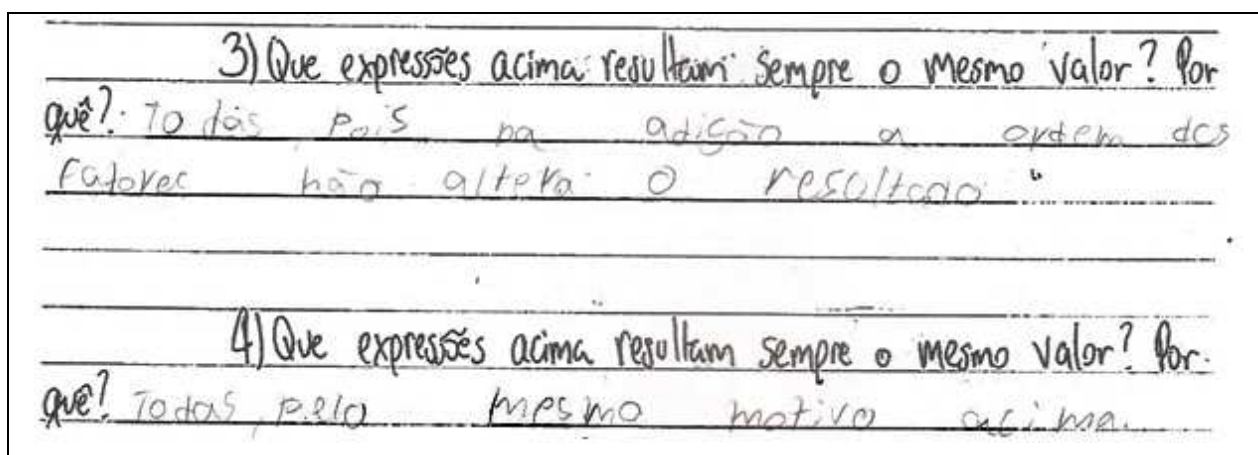 3) Que expressões acima resultam sempre o mesmo valor? Por
quê? Todas, pois na adição a ordem dos
fatores não altera o resultado.
4) Que expressões acima resultam sempre o mesmo valor? Por
quê? Todas, pelo mesmo motivo acima.